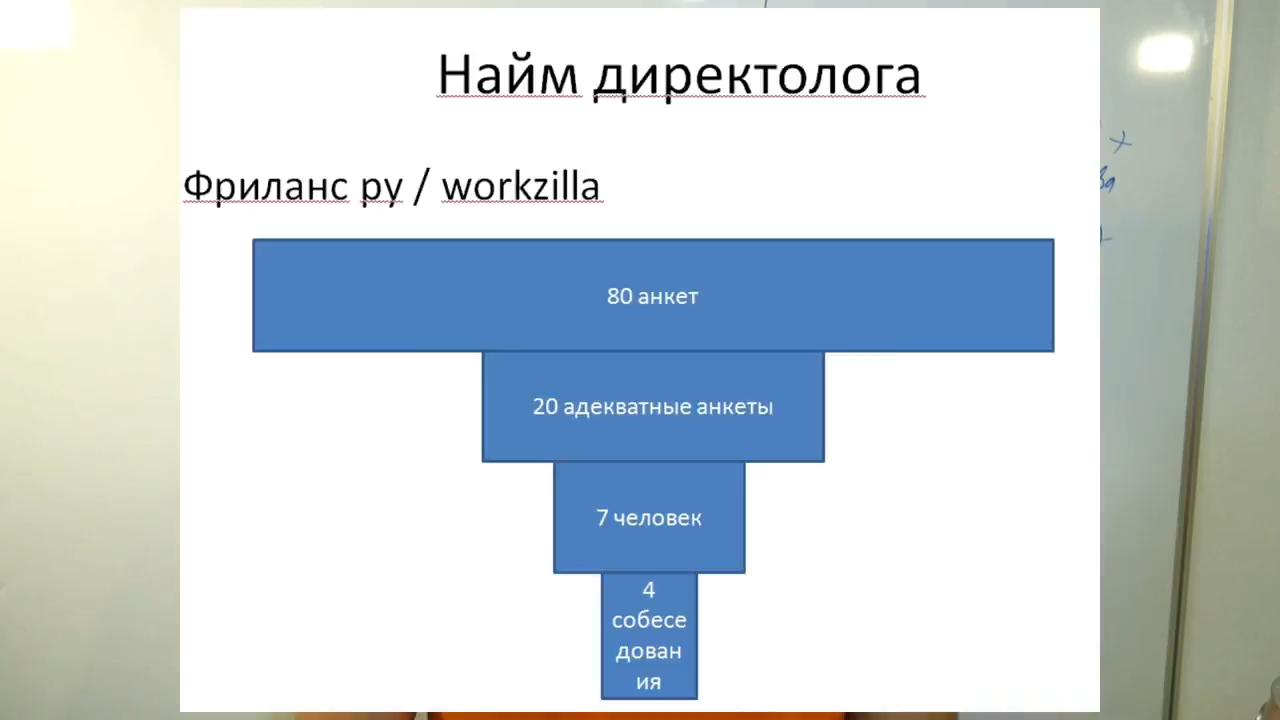 Найм директолога
Фриланс ру / workzilla
80 анкет
20 адекватные анкеты
7 человек
4
собесе
дован
ия